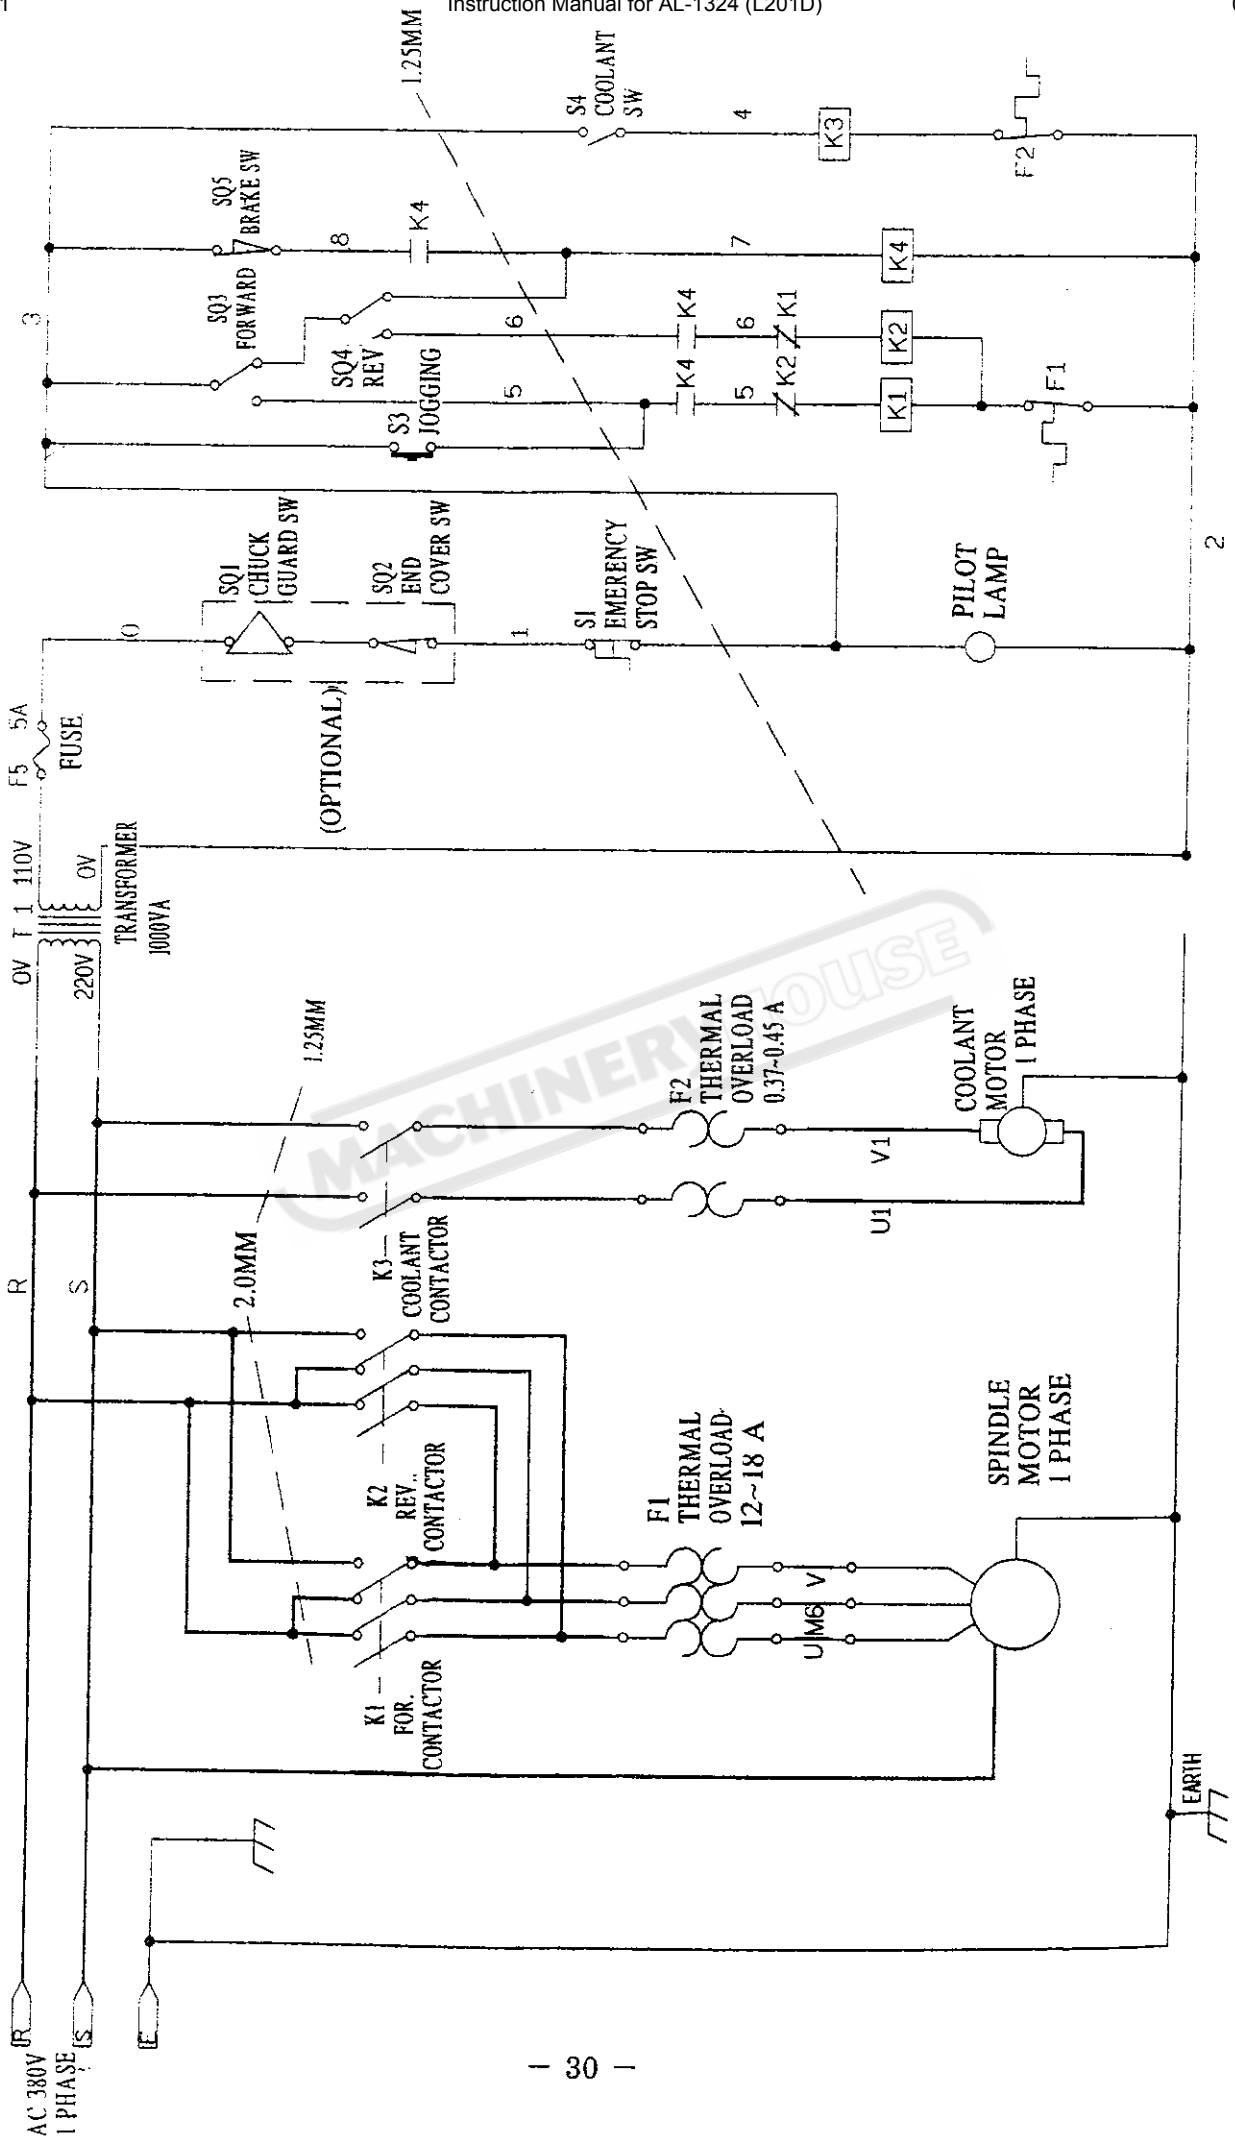 Instruction Manual for AL-1324 (L201D)
AC 380V
1 PHASE
R
S
E
R
S
0V T 1 110V
220V
0V
TRANSFORMER
1000VA
F5 5A
FUSE
0
SQ1
CHUCK
GUARD SW
SQ2
END
COVER SW
(OPTIONAL)
1
S1
EMERENCY
STOP SW
PILOT
LAMP
2
3
S3
JOGGING
SQ3
FORWARD
SQ4
REV
SQ5
BRAKE SW
8
K4
7
K4
6
K4
6
K1
K2
5
K4
5
K2
K1
F1
S4
COOLANT
SW
4
K3
F2
1.25MM
1.25MM
2.0MM
K1
FOR.
CONTACTOR
K2
REV..
CONTACTOR
K3
COOLANT
CONTACTOR
F1
THERMAL
OVERLOAD
12~18 A
F2
THERMAL
OVERLOAD
0.37~0.45 A
U M6 V
U1
V1
SPINDLE
MOTOR
1 PHASE
COOLANT
MOTOR
1 PHASE
EARTH
MACHINERYHOUSE
– 30 –